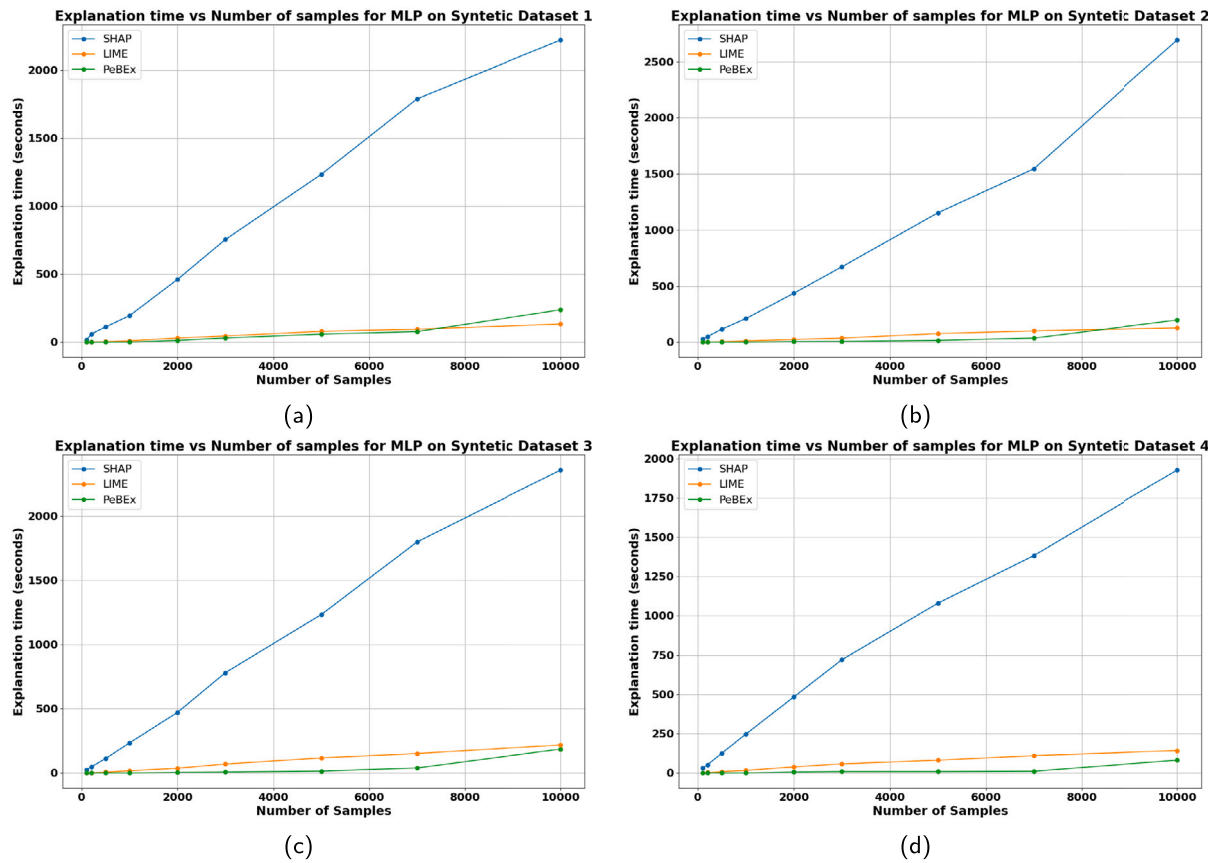 Explanation time vs Number of samples for MLP on Syntetic Dataset 1
SHAP
LIME
PeBEx
Explanation time (seconds)
2000
1500
1000
500
0
0 2000 4000 6000 8000 10000
Number of Samples
(a)
Explanation time vs Number of samples for MLP on Syntetic Dataset 2
SHAP
LIME
PeBEx
Explanation time (seconds)
2500
2000
1500
1000
500
0
0 2000 4000 6000 8000 10000
Number of Samples
(b)
Explanation time vs Number of samples for MLP on Syntetic Dataset 3
SHAP
LIME
PeBEx
Explanation time (seconds)
2000
1500
1000
500
0
0 2000 4000 6000 8000 10000
Number of Samples
(c)
Explanation time vs Number of samples for MLP on Syntetic Dataset 4
SHAP
LIME
PeBEx
Explanation time (seconds)
2000
1750
1500
1250
1000
750
500
250
0
0 2000 4000 6000 8000 10000
Number of Samples
(d)